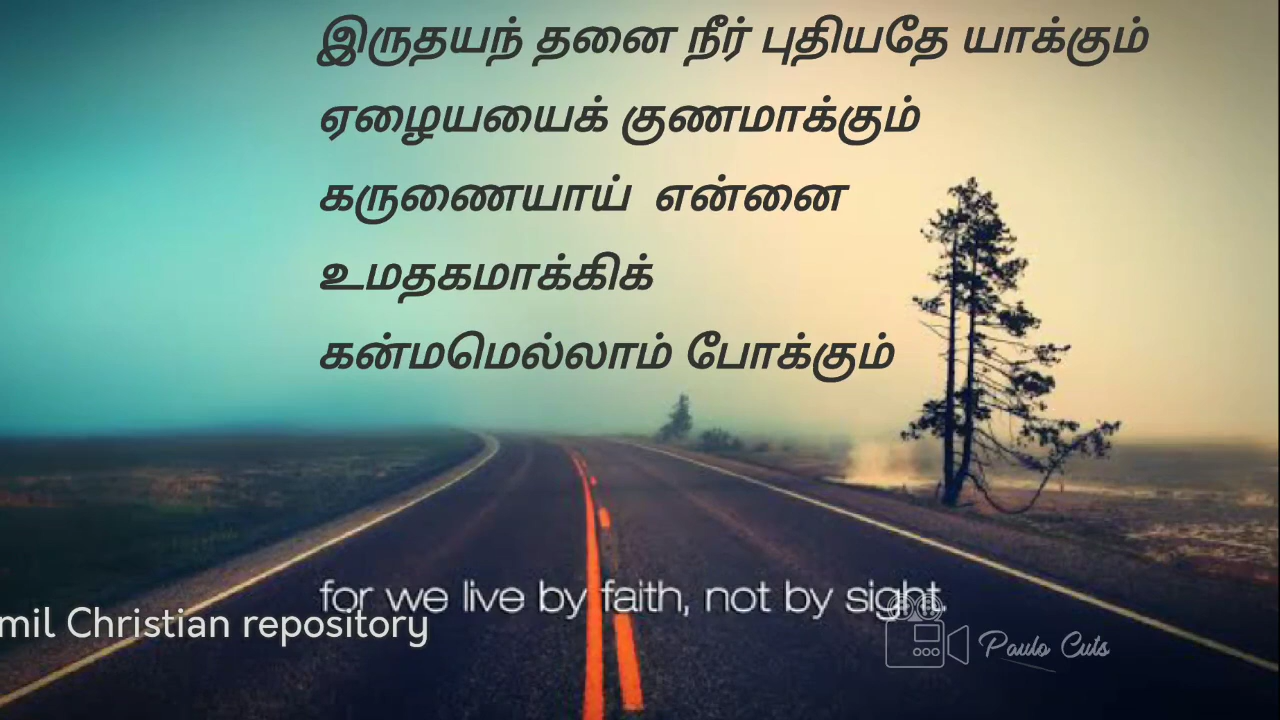 இருதயந் தனை நீர் புதியதே யாக்கும்
ஏழையயைக் குணமாக்கும்
கருணையாய் என்னை
உமதகமாக்கிக்
கன்மமெல்லாம் போக்கும்
for we live by faith, not by sight.
mil Christian repository
Paulo Cuts